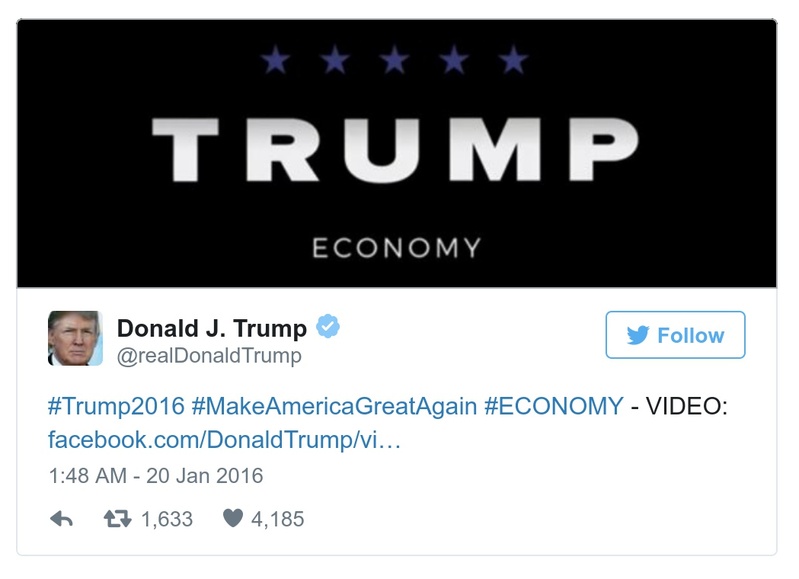 TRUMP
ECONOMY
Donald J. Trump
@realDonaldTrump
Follow
#Trump2016 #MakeAmericaGreatAgain #ECONOMY - VIDEO:
facebook.com/DonaldTrump/vi…
1:48 AM - 20 Jan 2016
1,633 4,185